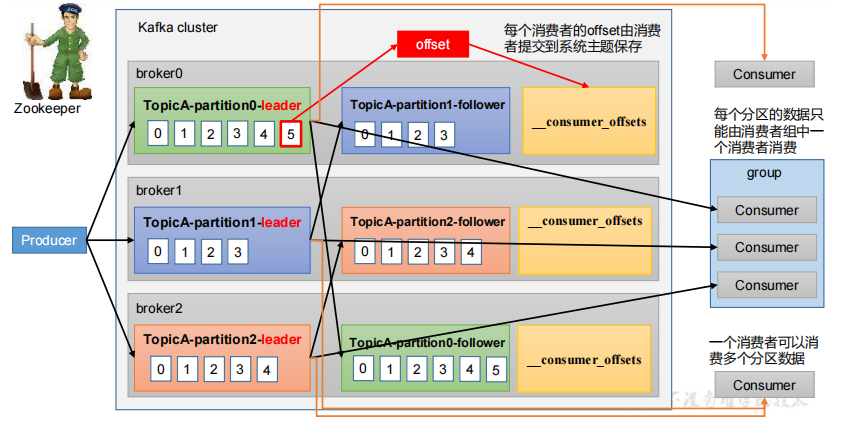 Kafka cluster
offset
每个消费者的offset由消费
者提交到系统主题保存
Zookeeper
broker0
TopicA-partition0-leader
0 1 2 3 4 5
TopicA-partition1-follower
0 1 2 3
__consumer_offsets
Consumer
每个分区的数据只
能由消费者组中一
个消费者消费
group
Consumer
Consumer
Consumer
Producer
broker1
TopicA-partition1-leader
0 1 2 3
TopicA-partition2-follower
0 1 2 3 4
__consumer_offsets
broker2
TopicA-partition2-leader
0 1 2 3 4
TopicA-partition0-follower
0 1 2 3 4 5
__consumer_offsets
一个消费者可以消
费多个分区数据
Consumer